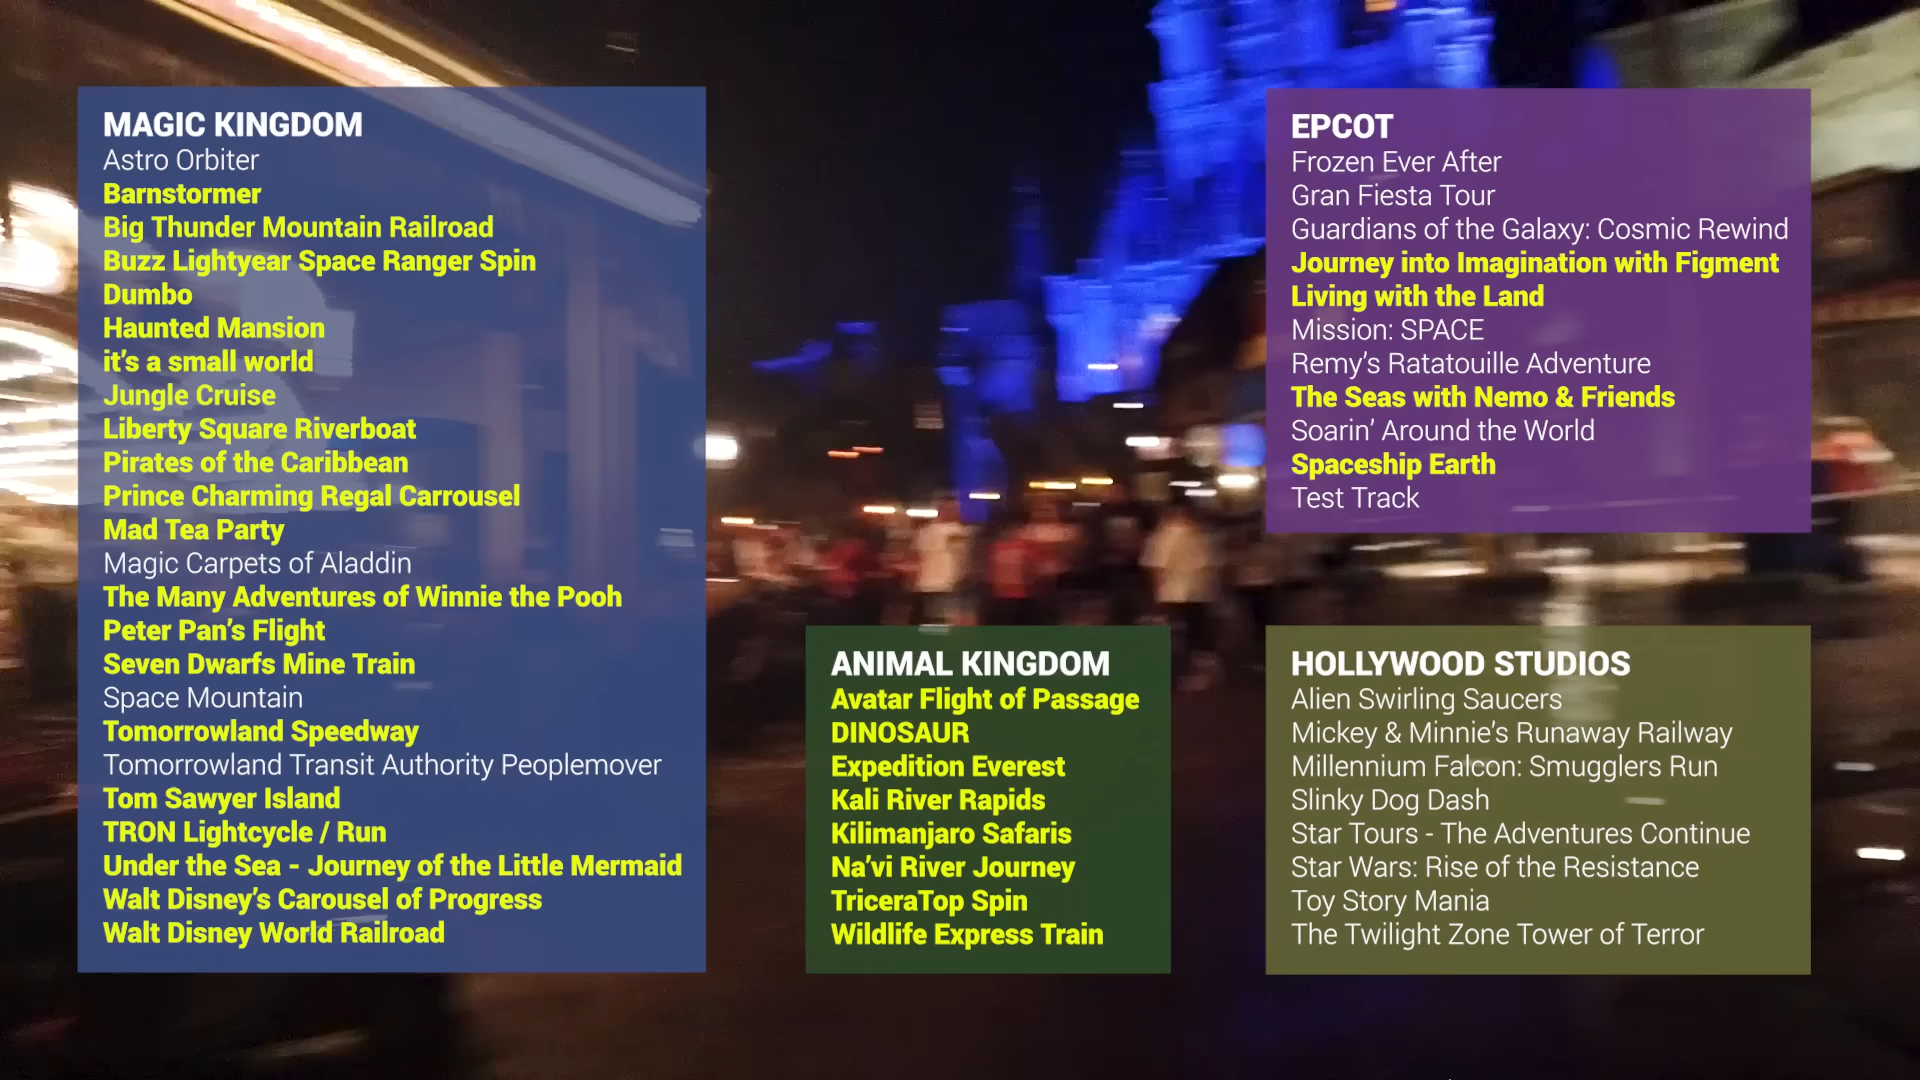 MAGIC KINGDOM
Astro Orbiter
Barnstormer
Big Thunder Mountain Railroad
Buzz Lightyear Space Ranger Spin
Dumbo
Haunted Mansion
it's a small world
Jungle Cruise
Liberty Square Riverboat
Pirates of the Caribbean
Prince Charming Regal Carrousel
Mad Tea Party
Magic Carpets of Aladdin
The Many Adventures of Winnie the Pooh
Peter Pan's Flight
Seven Dwarfs Mine Train
Space Mountain
Tomorrowland Speedway
Tomorrowland Transit Authority Peoplemover
Tom Sawyer Island
TRON Lightcycle / Run
Under the Sea - Journey of the Little Mermaid
Walt Disney's Carousel of Progress
Walt Disney World Railroad
ANIMAL KINGDOM
Avatar Flight of Passage
DINOSAUR
Expedition Everest
Kali River Rapids
Kilimanjaro Safaris
Na'vi River Journey
TriceraTop Spin
Wildlife Express Train
EPCOT
Frozen Ever After
Gran Fiesta Tour
Guardians of the Galaxy: Cosmic Rewind
Journey into Imagination with Figment
Living with the Land
Mission: SPACE
Remy's Ratatouille Adventure
The Seas with Nemo & Friends
Soarin' Around the World
Spaceship Earth
Test Track
HOLLYWOOD STUDIOS
Alien Swirling Saucers
Mickey & Minnie's Runaway Railway
Millennium Falcon: Smugglers Run
Slinky Dog Dash
Star Tours - The Adventures Continue
Star Wars: Rise of the Resistance
Toy Story Mania
The Twilight Zone Tower of Terror